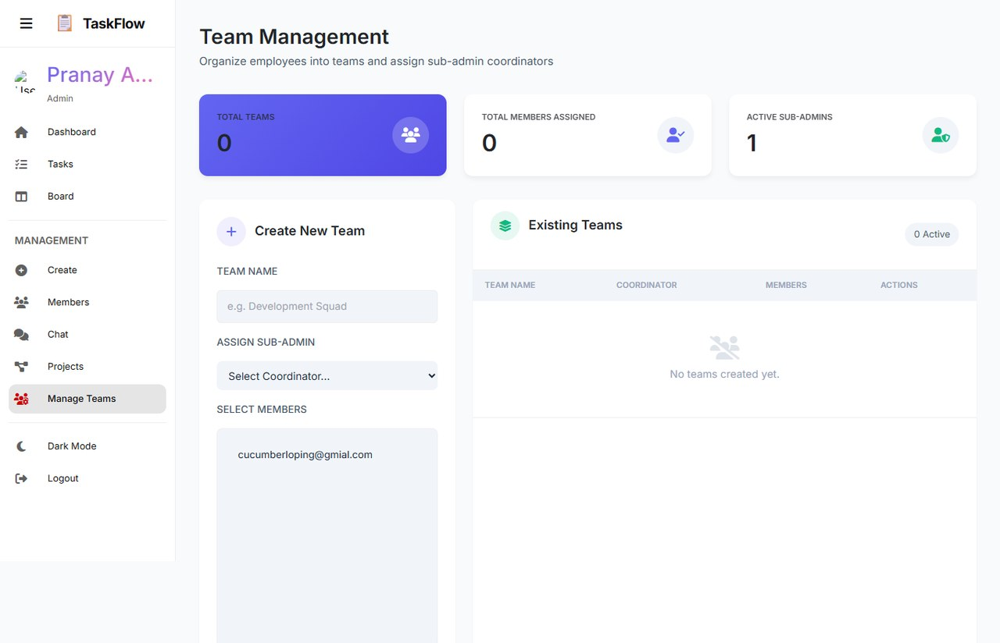 TaskFlow
Pranay A...
Admin
Dashboard
Tasks
Board
MANAGEMENT
Create
Members
Chat
Projects
Manage Teams
Dark Mode
Logout
Team Management
Organize employees into teams and assign sub-admin coordinators
TOTAL TEAMS
0
TOTAL MEMBERS ASSIGNED
0
ACTIVE SUB-ADMINS
1
Create New Team
TEAM NAME
e.g. Development Squad
ASSIGN SUB-ADMIN
Select Coordinator...
SELECT MEMBERS
cucumberloping@gmial.com
Existing Teams
0 Active
TEAM NAME COORDINATOR MEMBERS ACTIONS
No teams created yet.